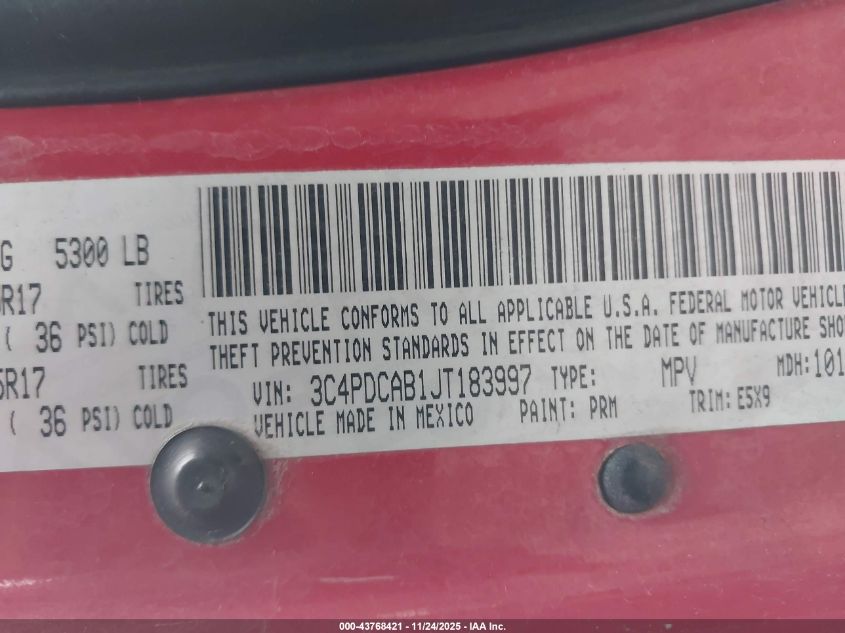 G 5300 LB
5R17 TIRES
( 36 PSI) COLD
5R17 TIRES
( 36 PSI) COLD
THIS VEHICLE CONFORMS TO ALL APPLICABLE U.S.A. FEDERAL MOTOR VEHICLE
THEFT PREVENTION STANDARDS IN EFFECT ON THE DATE OF MANUFACTURE SHO
VIN: 3C4PDCAB1JT183997 TYPE: MPV MDH: 101
VEHICLE MADE IN MEXICO PAINT: PRM TRIM: E5X9
000-43768421 - 11/24/2025 - IAA Inc.